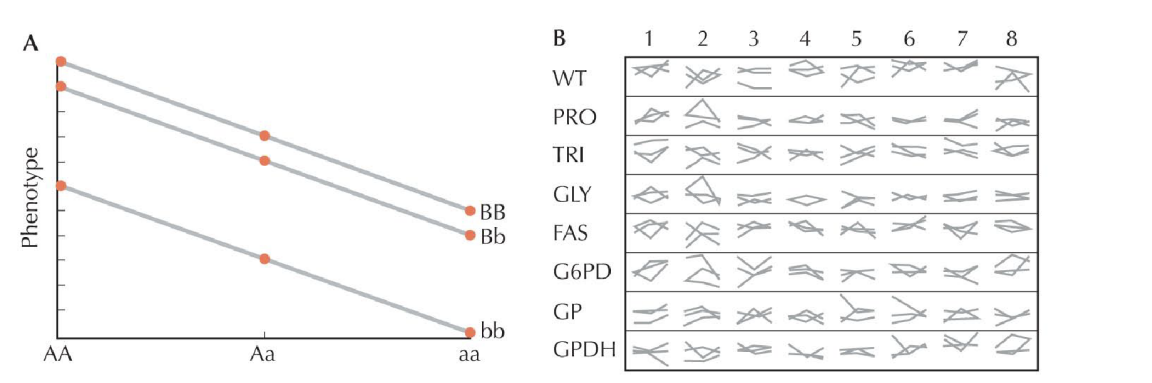 A
Phenotype
AA
Aa
aa
BB
Bb
bb
B
1 2 3 4 5 6 7 8
WT
PRO
TRI
GLY
FAS
G6PD
GP
GPDH